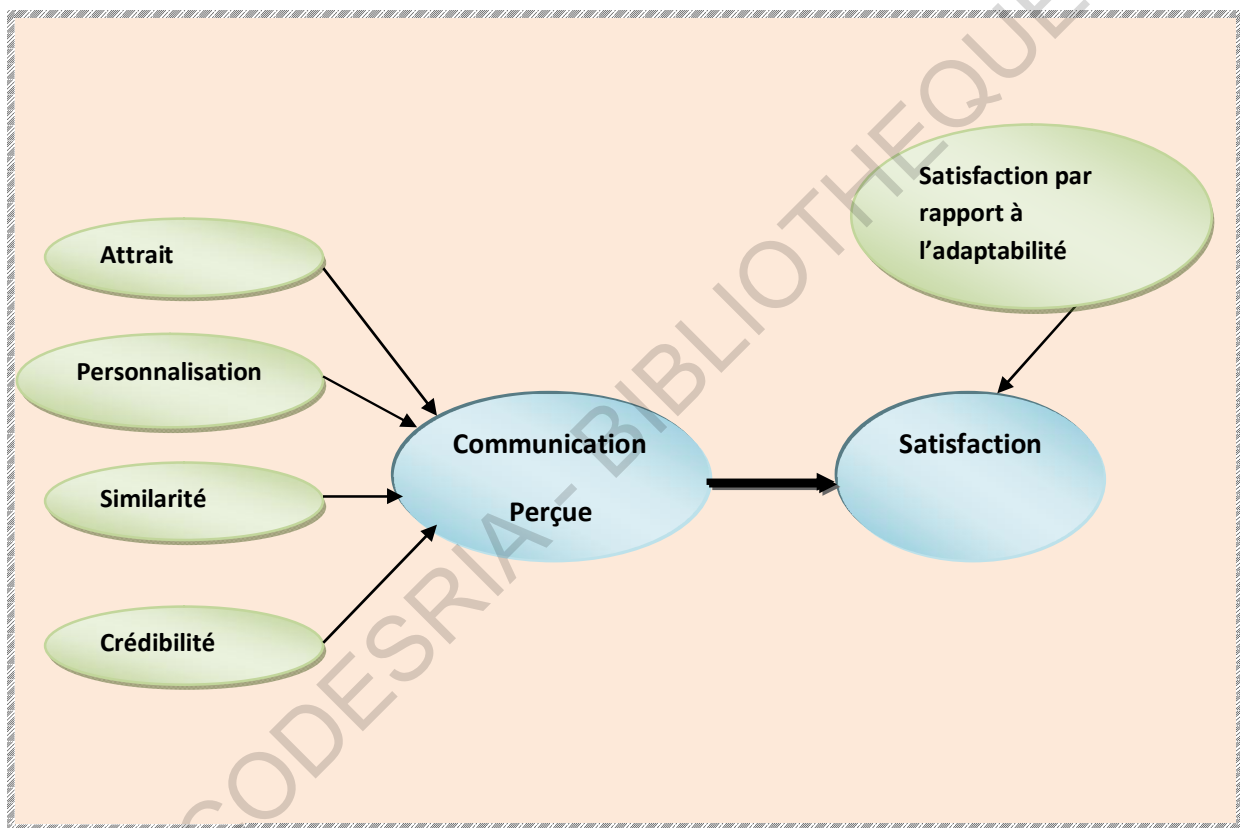 Satisfaction par
rapport à
l'adaptabilité
Attrait
Personnalisation
Similarité
Crédibilité
Communication
Perçue
Satisfaction
CODESRIA - BIBLIOTHEQUE